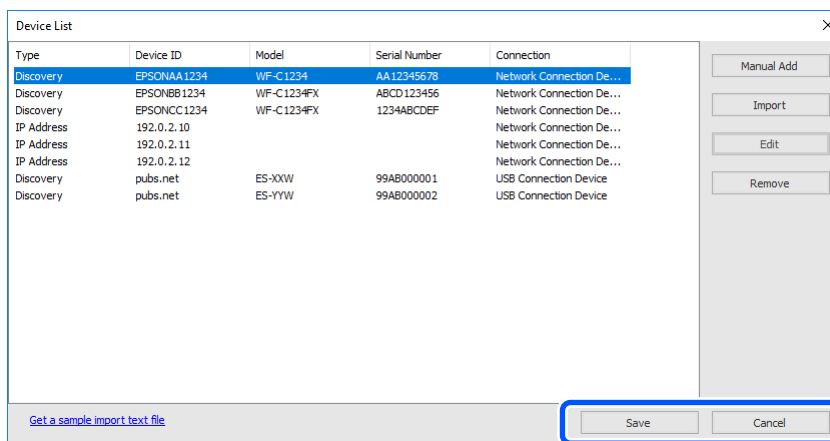 Device List
Type Device ID Model Serial Number Connection
Discovery EPSONAA1234 WF-C1234 AA12345678 Network Connection De...
Discovery EPSONBB1234 WF-C1234FX ABCD123456 Network Connection De...
Discovery EPSONCC1234 WF-C1234FX 1234ABCDEF Network Connection De...
IP Address 192.0.2.10 Network Connection De...
IP Address 192.0.2.11 Network Connection De...
IP Address 192.0.2.12 Network Connection De...
Discovery pubs.net ES-XXW 99AB000001 USB Connection Device
Discovery pubs.net ES-YYW 99AB000002 USB Connection Device
Manual Add
Import
Edit
Remove
Get a sample import text file
Save Cancel